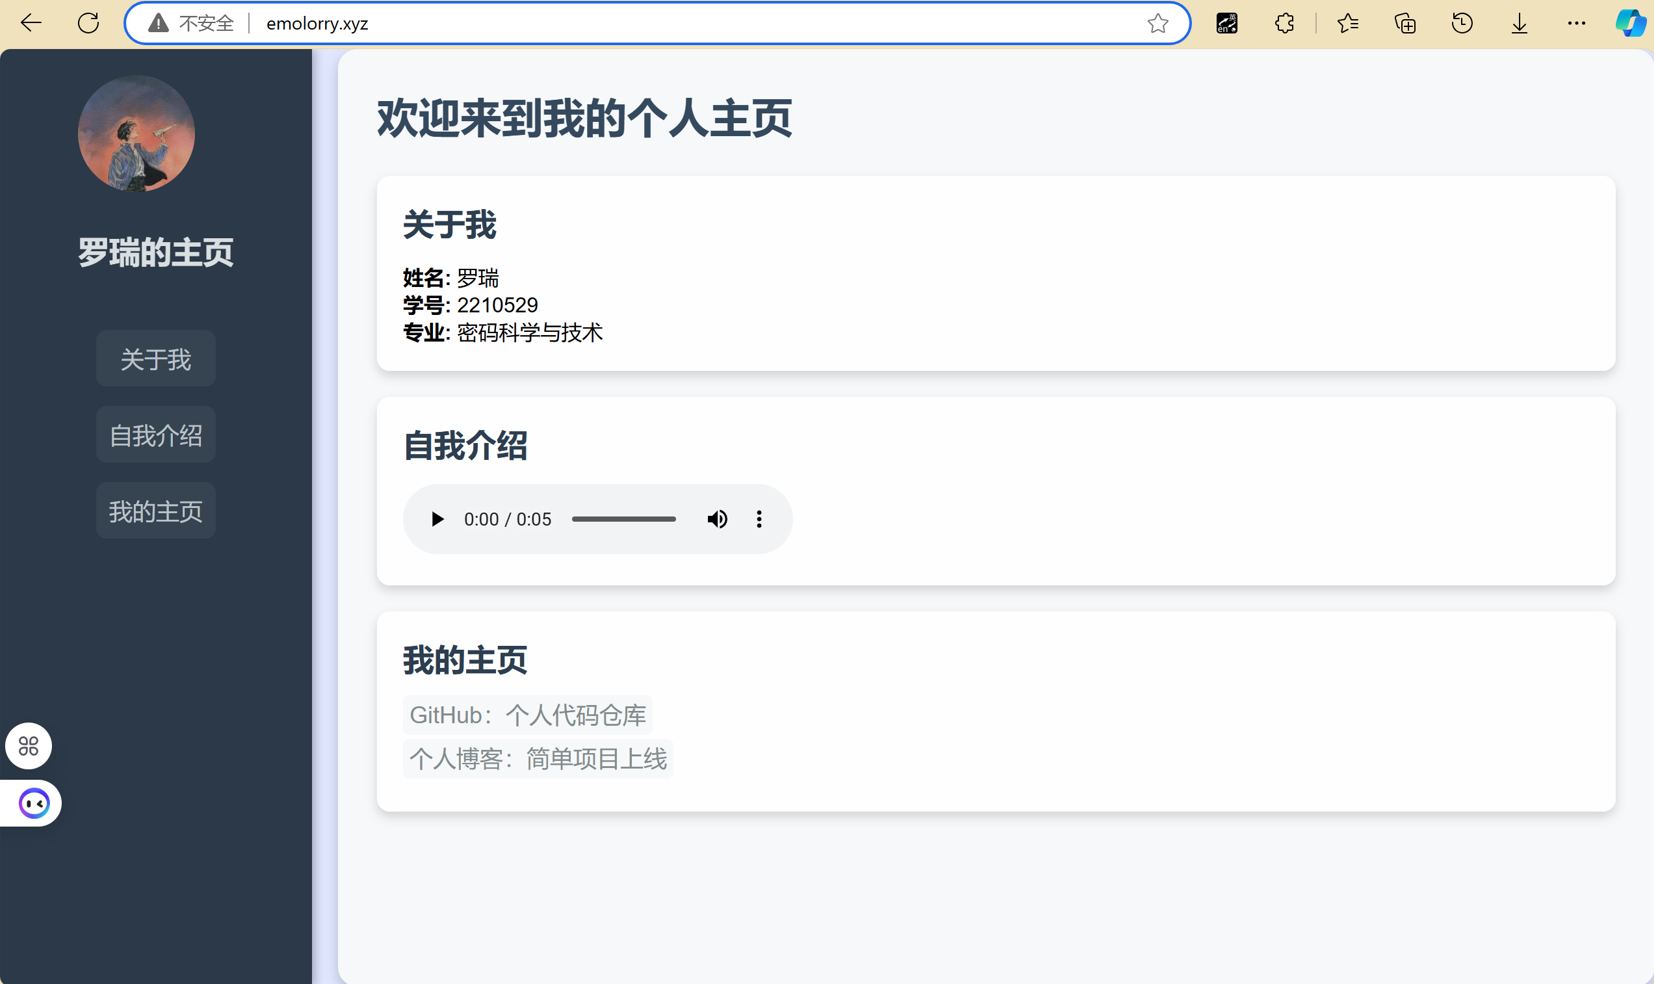 不安全 emolorry.xyz
en 英
罗瑞的主页
关于我
自我介绍
我的主页
欢迎来到我的个人主页
关于我
姓名: 罗瑞
学号: 2210529
专业: 密码科学与技术
自我介绍
0:00 / 0:05
我的主页
GitHub：个人代码仓库
个人博客：简单项目上线